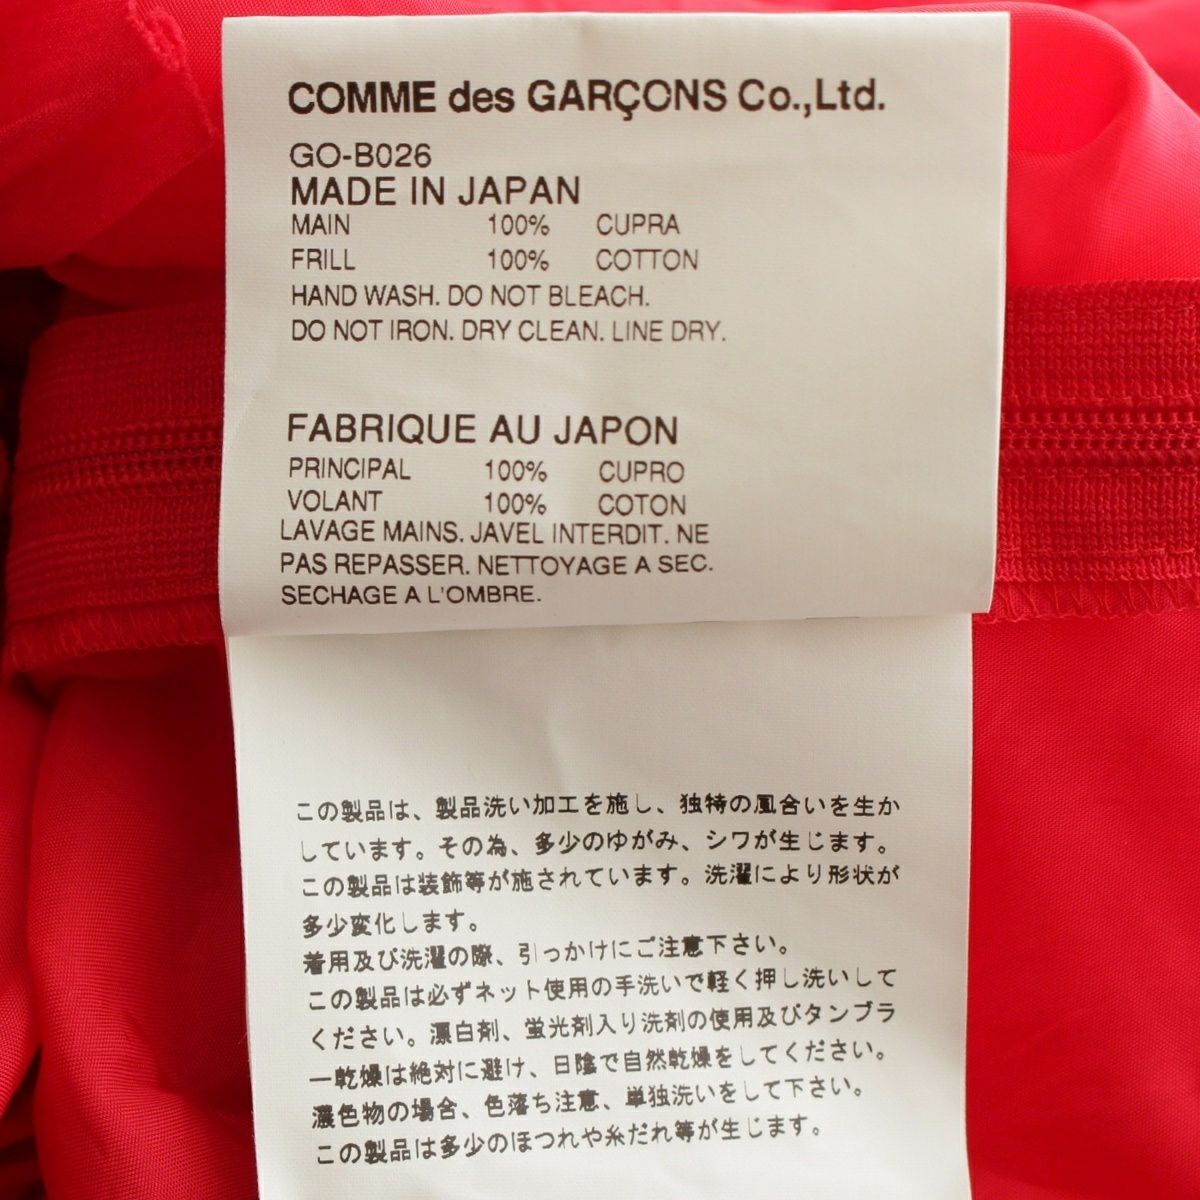 COMME des GARÇONS Co.,Ltd.
GO-B026
MADE IN JAPAN
MAIN 100% CUPRA
FRILL 100% COTTON
HAND WASH. DO NOT BLEACH.
DO NOT IRON. DRY CLEAN. LINE DRY.
FABRIQUE AU JAPON
PRINCIPAL 100% CUPRO
VOLANT 100% COTON
LAVAGE MAINS. JAVEL INTERDIT. NE
PAS REPASSER. NETTOYAGE A SEC.
SECHAGE A L'OMBRE.
この製品は、製品洗い加工を施し、独特の風合いを生か
しています。その為、多少のゆがみ、シワが生じます。
この製品は装飾等が施されています。洗濯により形状が
多少変化します。
着用及び洗濯の際、引っかけにご注意下さい。
この製品は必ずネット使用の手洗いで軽く押し洗いして
ください。漂白剤、蛍光剤入り洗剤の使用及びタンブラ
ー乾燥は絶対に避け、日陰で自然乾燥をしてください。
濃色物の場合、色落ち注意、単独洗いをして下さい。
この製品は多少のほつれや糸だれ等が生じます。